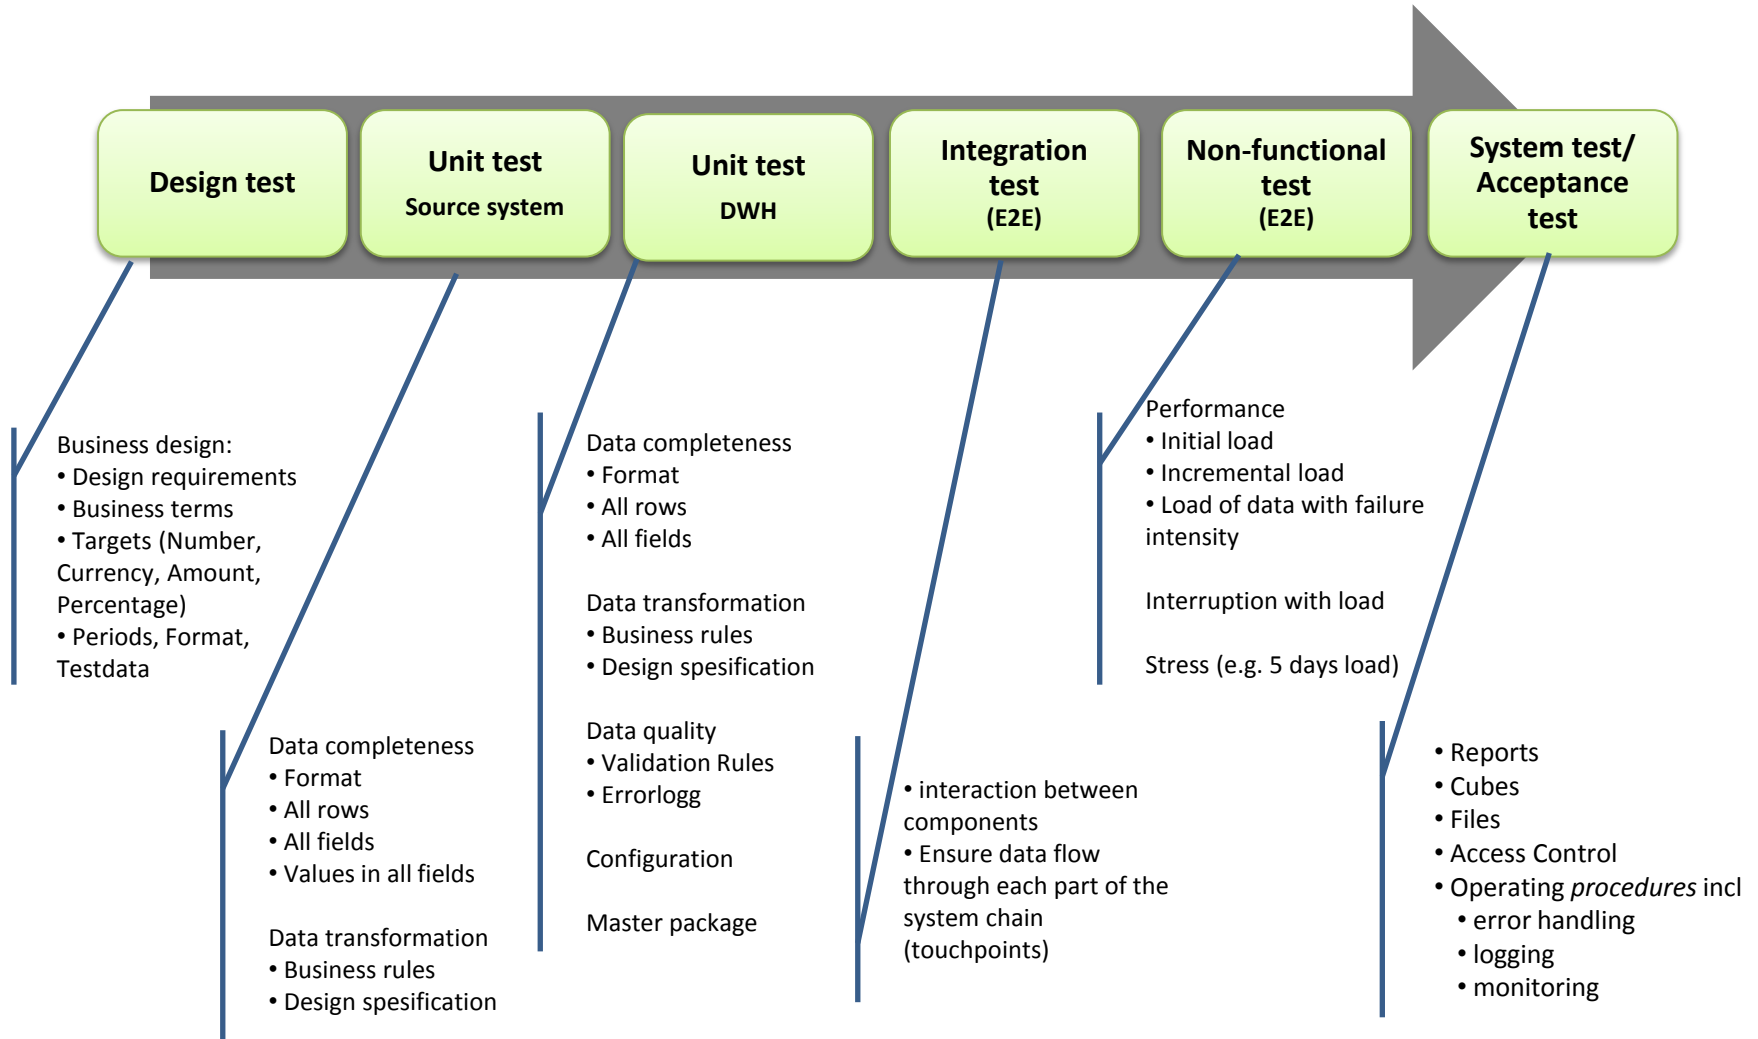 Design test
Unit test
Source system
Unit test
DWH
Integration
test
(E2E)
Non-functional
test
(E2E)
System test/
Acceptance
test
Business design:
• Design requirements
• Business terms
• Targets (Number,
Currency, Amount,
Percentage)
• Periods, Format,
Testdata
Data completeness
• Format
• All rows
• All fields
• Values in all fields
Data transformation
• Business rules
• Design spesification
Data completeness
• Format
• All rows
• All fields
Data transformation
• Business rules
• Design spesification
Data quality
• Validation Rules
• Errorlogg
Configuration
Master package
• interaction between
components
• Ensure data flow
through each part of the
system chain
(touchpoints)
Performance
• Initial load
• Incremental load
• Load of data with failure
intensity
Interruption with load
Stress (e.g. 5 days load)
• Reports
• Cubes
• Files
• Access Control
• Operating procedures incl
• error handling
• logging
• monitoring